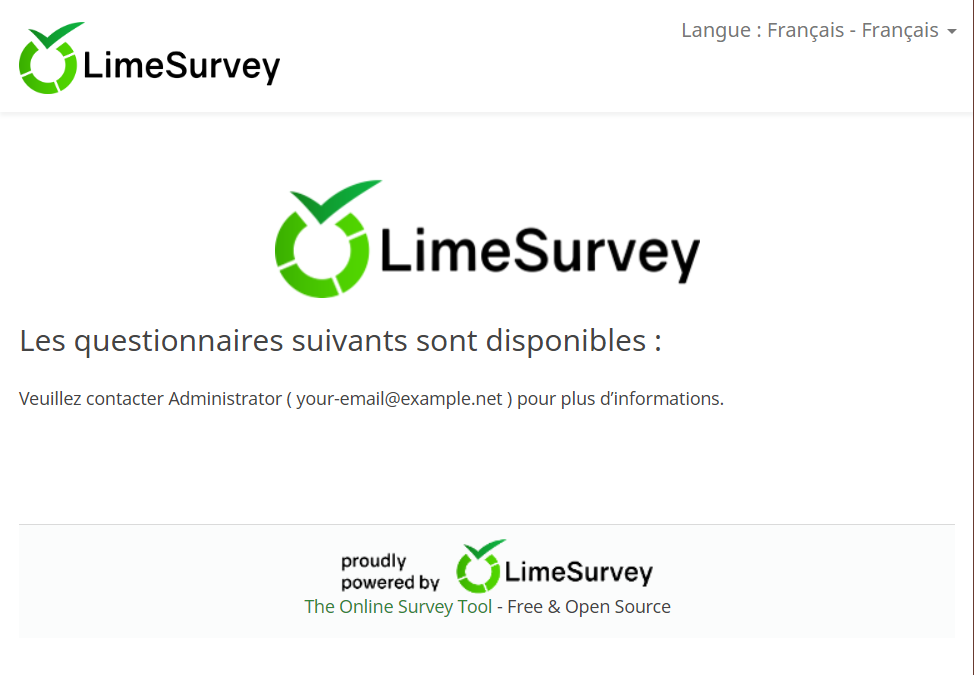 LimeSurvey
Langue : Français - Français
LimeSurvey
Les questionnaires suivants sont disponibles :
Veuillez contacter Administrator ( your-email@example.net ) pour plus d’informations.
proudly
powered by
LimeSurvey
The Online Survey Tool - Free & Open Source